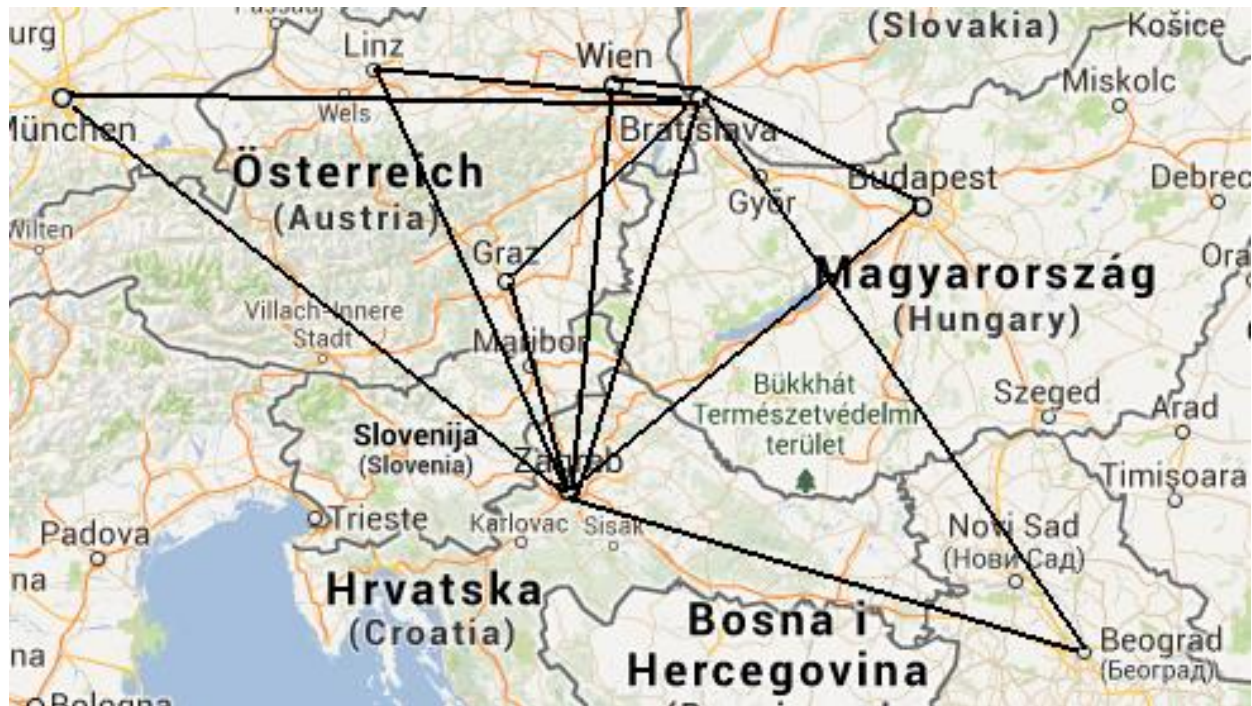 urg
Linz
Wien
(Slovakia)
Košice
Miskolc
Wels
München
Bratislava
Österreich
(Austria)
Győr
Budapest
Debrec
Wilten
Graz
Magyarország
(Hungary)
Ora
Villach-Innere
Stadt
Maribor
Bükkhát
Természetvédelmi
terület
Szeged
Arad
Slovenija
(Slovenia)
Zagreb
Timișoara
Trieste
Karlovac
Sisak
Novi Sad
(Нови Сад)
Padova
na
Hrvatska
(Croatia)
Bosna i
Hercegovina
Beograd
(Београд)
na
Bologna